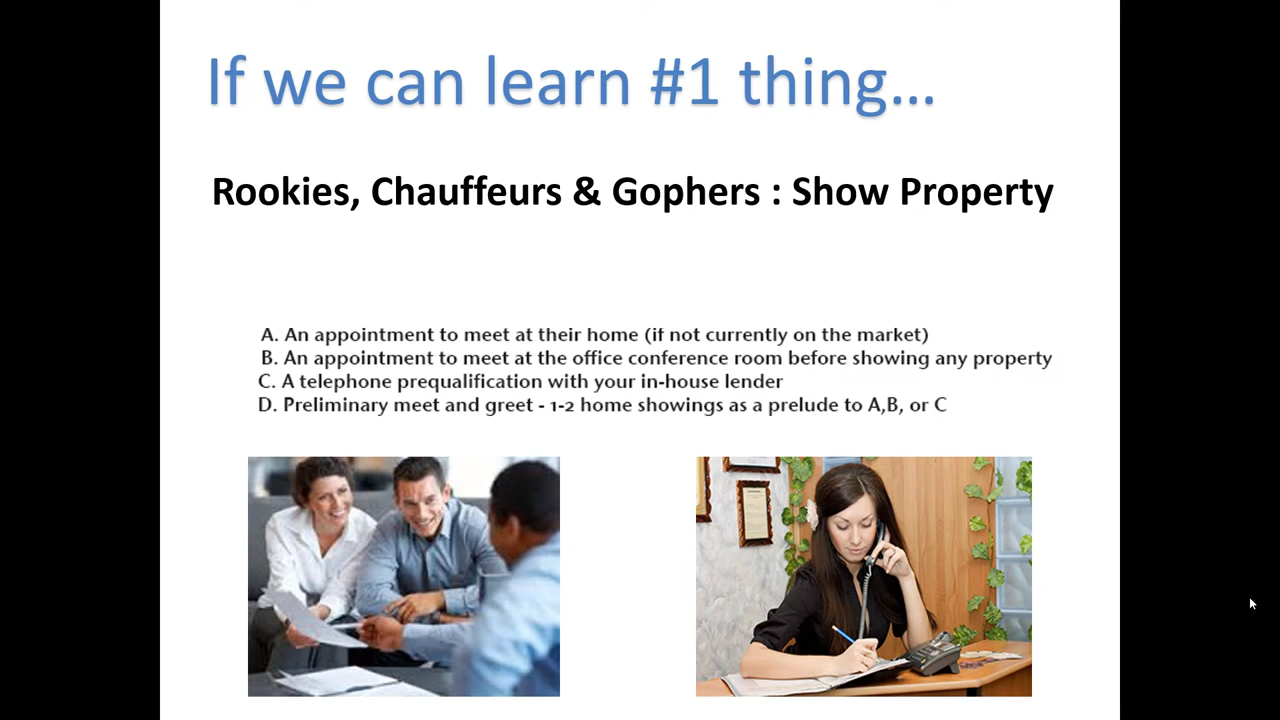 If we can learn #1 thing...
Rookies, Chauffeurs & Gophers : Show Property
A. An appointment to meet at their home (if not currently on the market)
B. An appointment to meet at the office conference room before showing any property
C. A telephone prequalification with your in-house lender
D. Preliminary meet and greet - 1-2 home showings as a prelude to A,B, or C